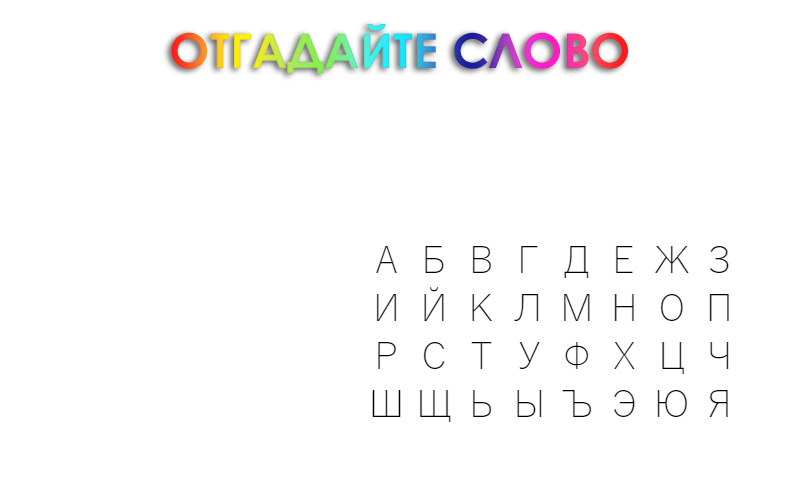 ОТГАДАЙТЕ СЛОВО
А Б В Г Д Е Ж З
И Й К Л М Н О П
Р С Т У Ф Х Ц Ч
Ш Щ Ь Ы Ъ Э Ю Я